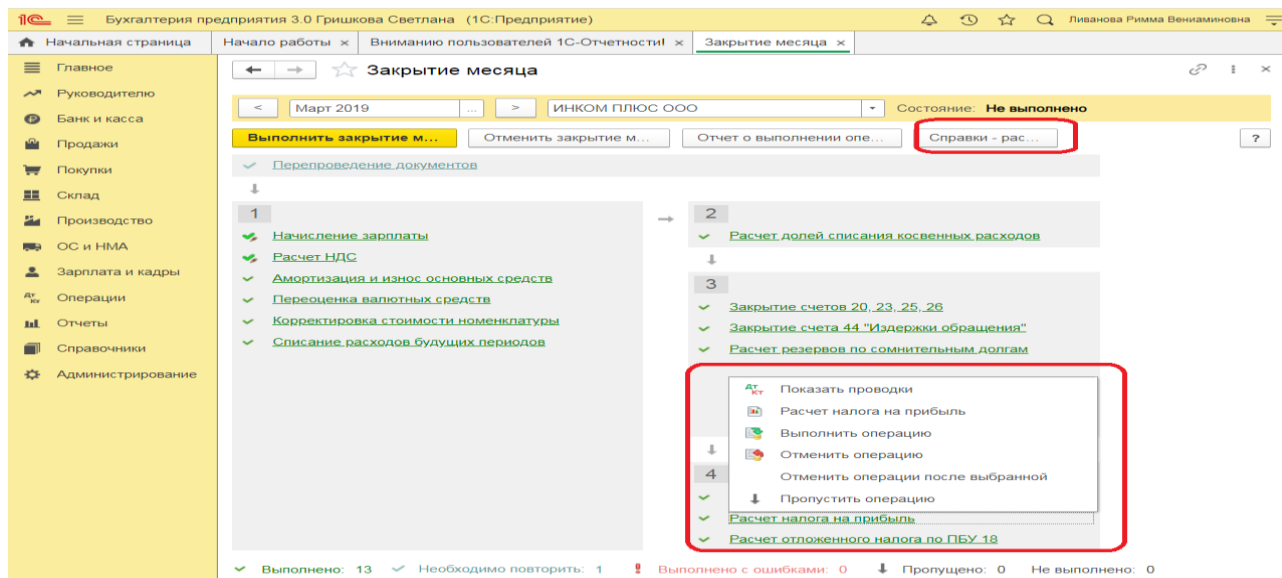 1С Бухгалтерия предприятия 3.0 Гришкова Светлана (1С:Предприятие) Ливанова Римма Вениаминовна
Начальная страница Начало работы × Вниманию пользователей 1С-Отчетности! × Закрытие месяца ×
Главное
Руководителю
Банк и касса
Продажи
Покупки
Склад
Производство
ОС и НМА
Зарплата и кадры
Операции
Отчеты
Справочники
Администрирование
Закрытие месяца
< Март 2019 ... > ИНКОМ ПЛЮС ООО Состояние: Не выполнено
Выполнить закрытие м... Отменить закрытие м... Отчет о выполнении опе... Справки - рас... ?
Перепроведение документов
1
Начисление зарплаты
Расчет НДС
Амортизация и износ основных средств
Переоценка валютных средств
Корректировка стоимости номенклатуры
Списание расходов будущих периодов
2
Расчет долей списания косвенных расходов
3
Закрытие счетов 20, 23, 25, 26
Закрытие счета 44 "Издержки обращения"
Расчет резервов по сомнительным долгам
Дт Кт Показать проводки
Расчет налога на прибыль
Выполнить операцию
Отменить операцию
Отменить операции после выбранной
Пропустить операцию
4
Расчет налога на прибыль
Расчет отложенного налога по ПБУ 18
Выполнено: 13 Необходимо повторить: 1 Выполнено с ошибками: 0 Пропущено: 0 Не выполнено: 0